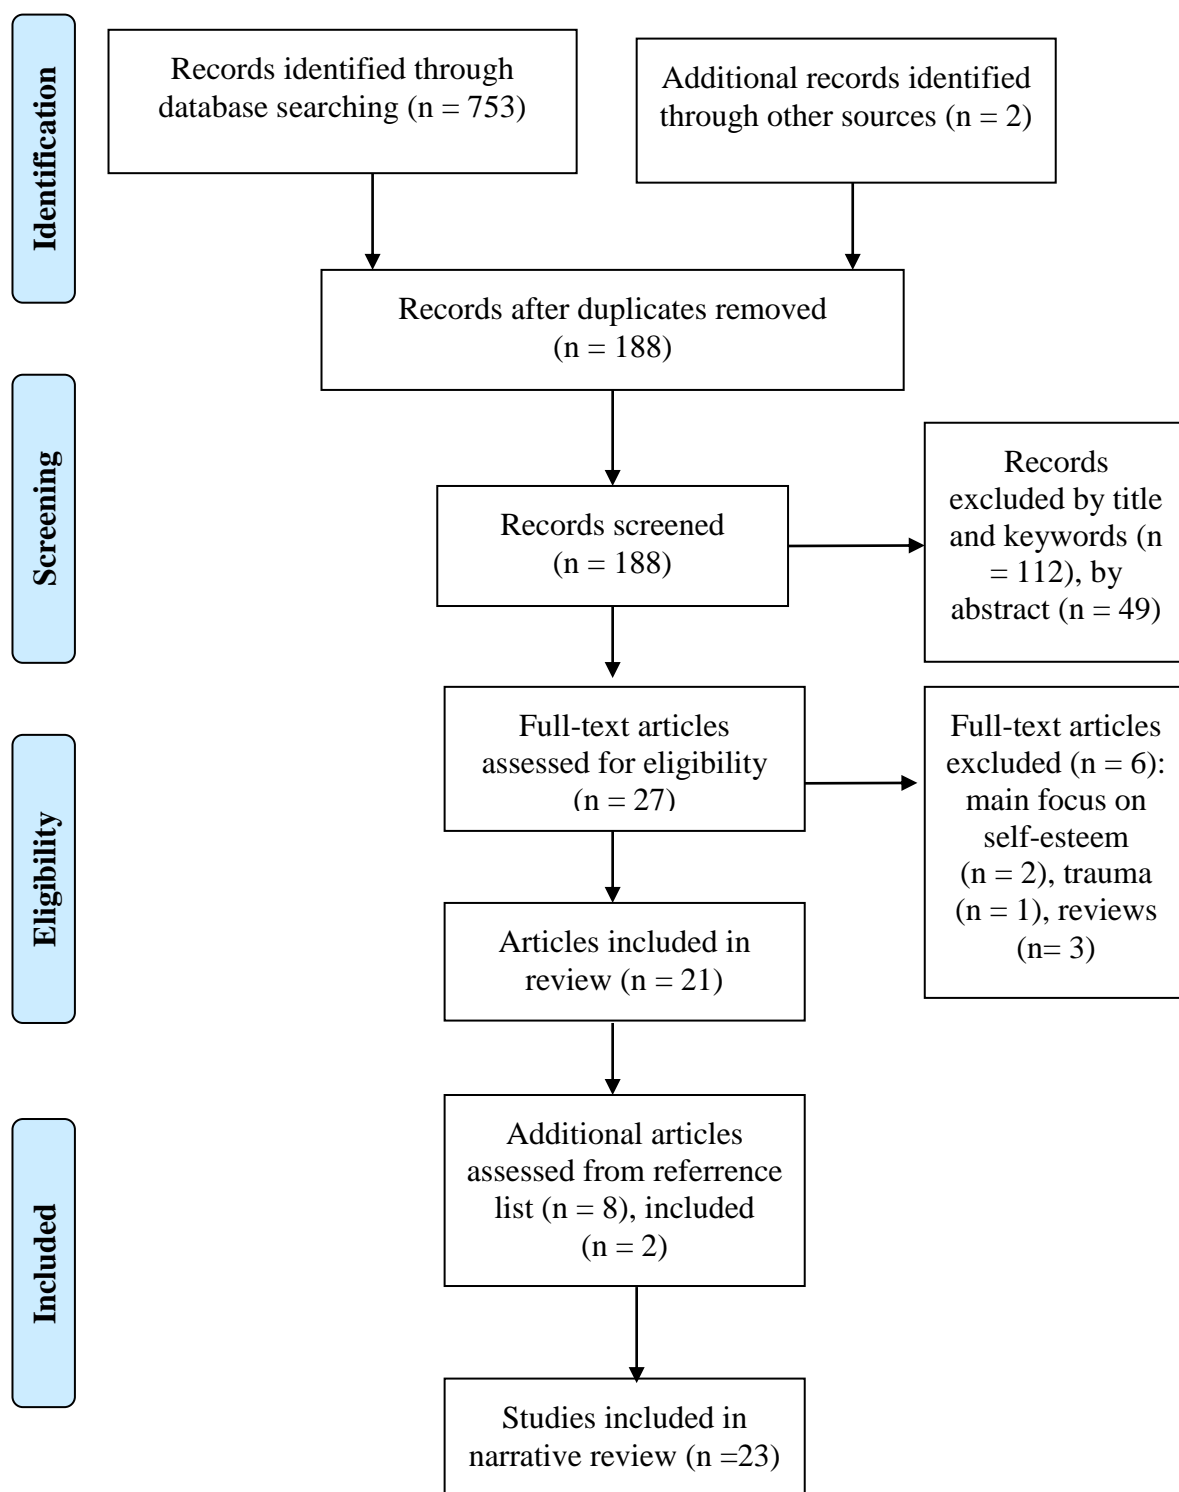 Identification
Records identified through
database searching (n = 753)
Additional records identified
through other sources (n = 2)
Records after duplicates removed
(n = 188)
Screening
Records screened
(n = 188)
Records
excluded by title
and keywords (n
= 112), by
abstract (n = 49)
Eligibility
Full-text articles
assessed for eligibility
(n = 27)
Full-text articles
excluded (n = 6):
main focus on
self-esteem
(n = 2), trauma
(n = 1), reviews
(n= 3)
Articles included in
review (n = 21)
Included
Additional articles
assessed from referrence
list (n = 8), included
(n = 2)
Studies included in
narrative review (n =23)